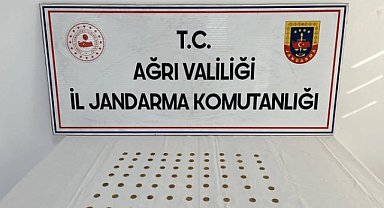 T.C.
AĞRI VALİLİĞİ
İL JANDARMA KOMUTANLIĞI